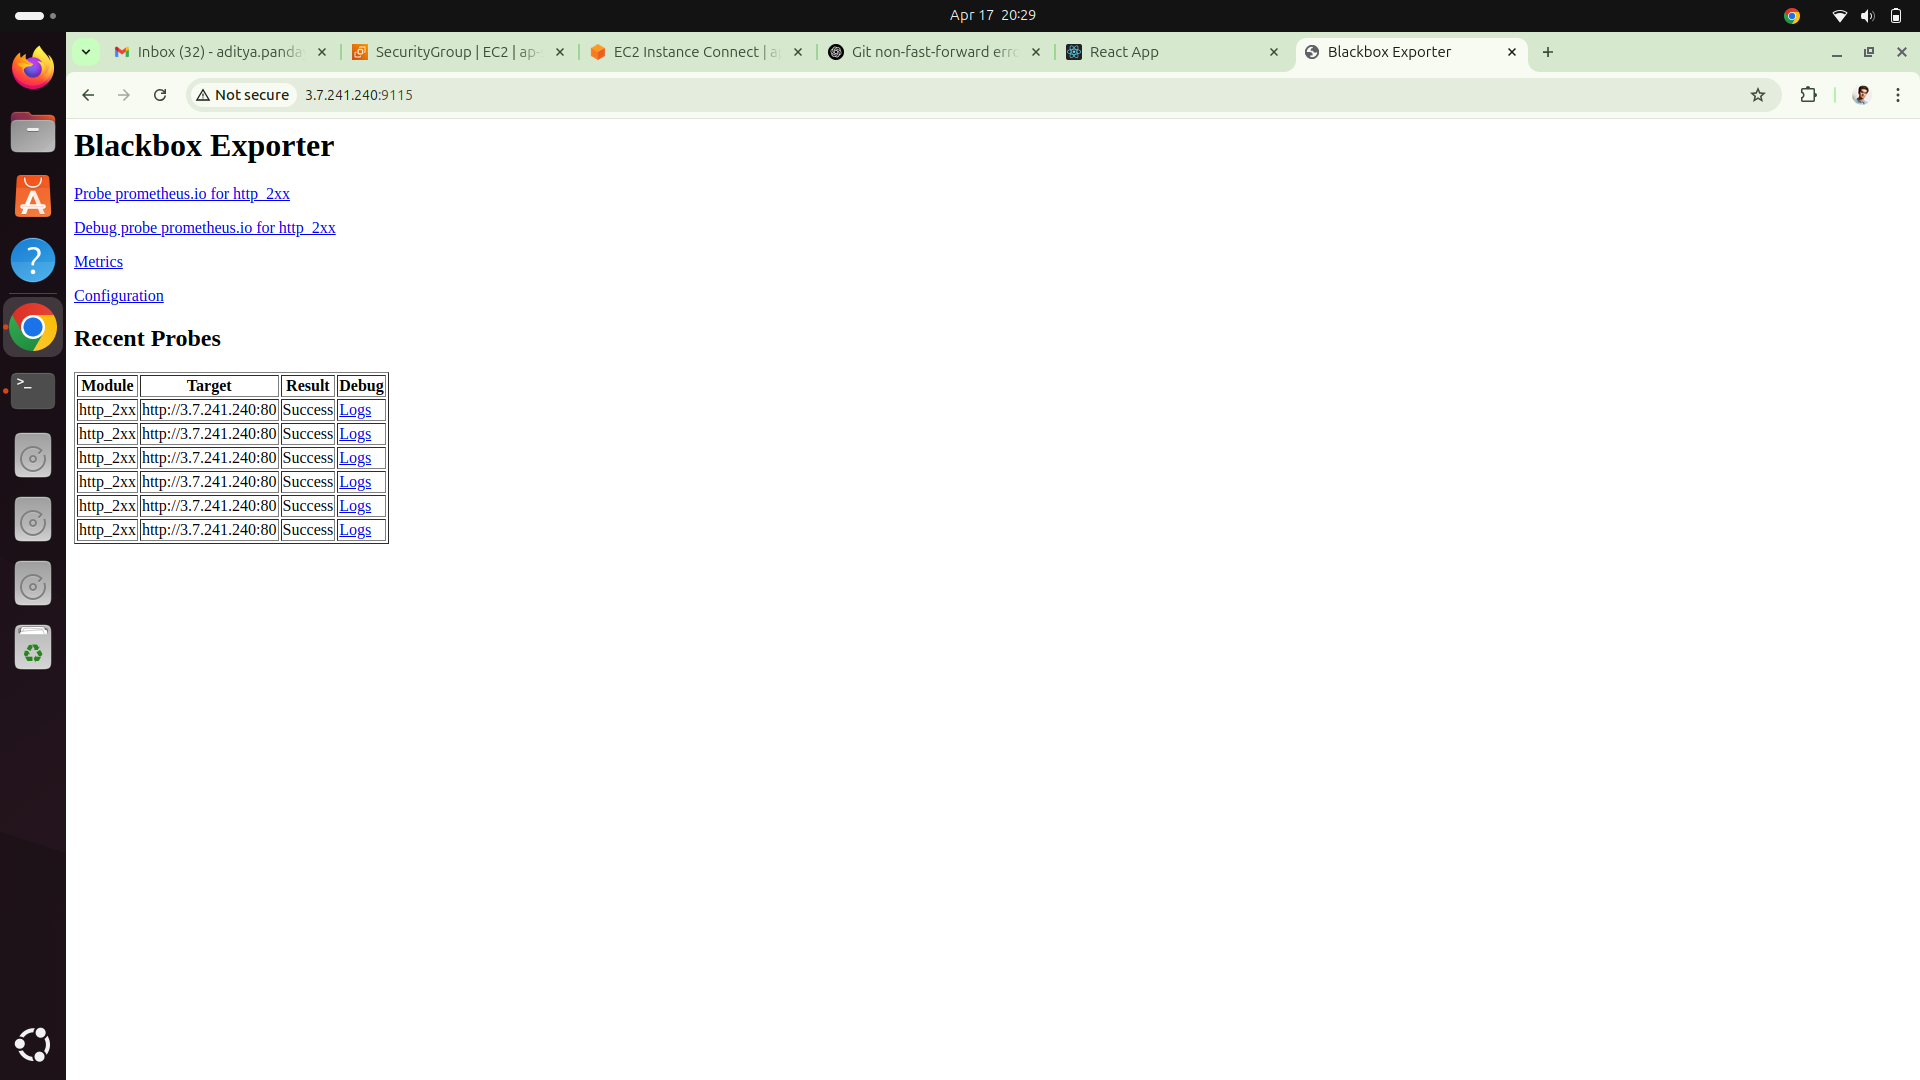 Apr 17 20:29
Inbox (32) - aditya.panda
SecurityGroup | EC2 | ap-
EC2 Instance Connect | a
Git non-fast-forward erro
React App
Blackbox Exporter
Not secure
3.7.241.240:9115
Blackbox Exporter
Probe prometheus.io for http_2xx
Debug probe prometheus.io for http_2xx
Metrics
Configuration
Recent Probes
Module Target Result Debug
http_2xx http://3.7.241.240:80 Success Logs
http_2xx http://3.7.241.240:80 Success Logs
http_2xx http://3.7.241.240:80 Success Logs
http_2xx http://3.7.241.240:80 Success Logs
http_2xx http://3.7.241.240:80 Success Logs
http_2xx http://3.7.241.240:80 Success Logs